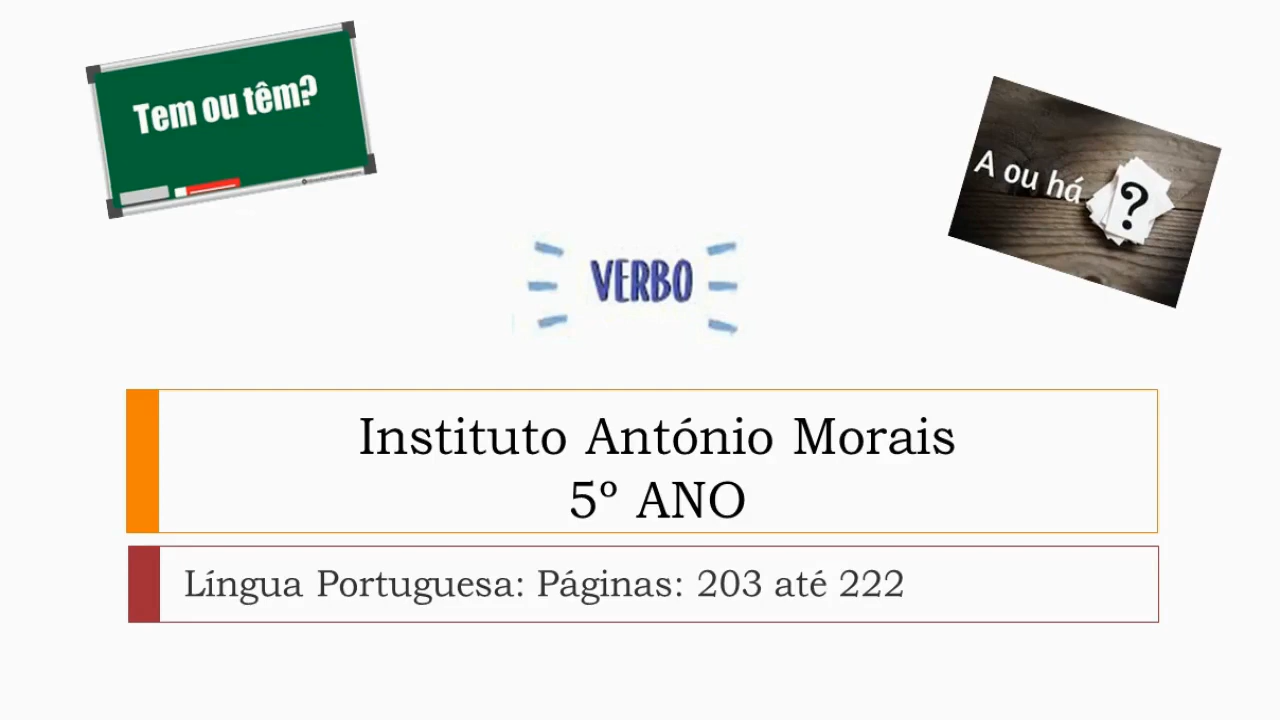 Tem ou têm?
A ou há
?
VERBO
Instituto António Morais
5º ANO
Língua Portuguesa: Páginas: 203 até 222